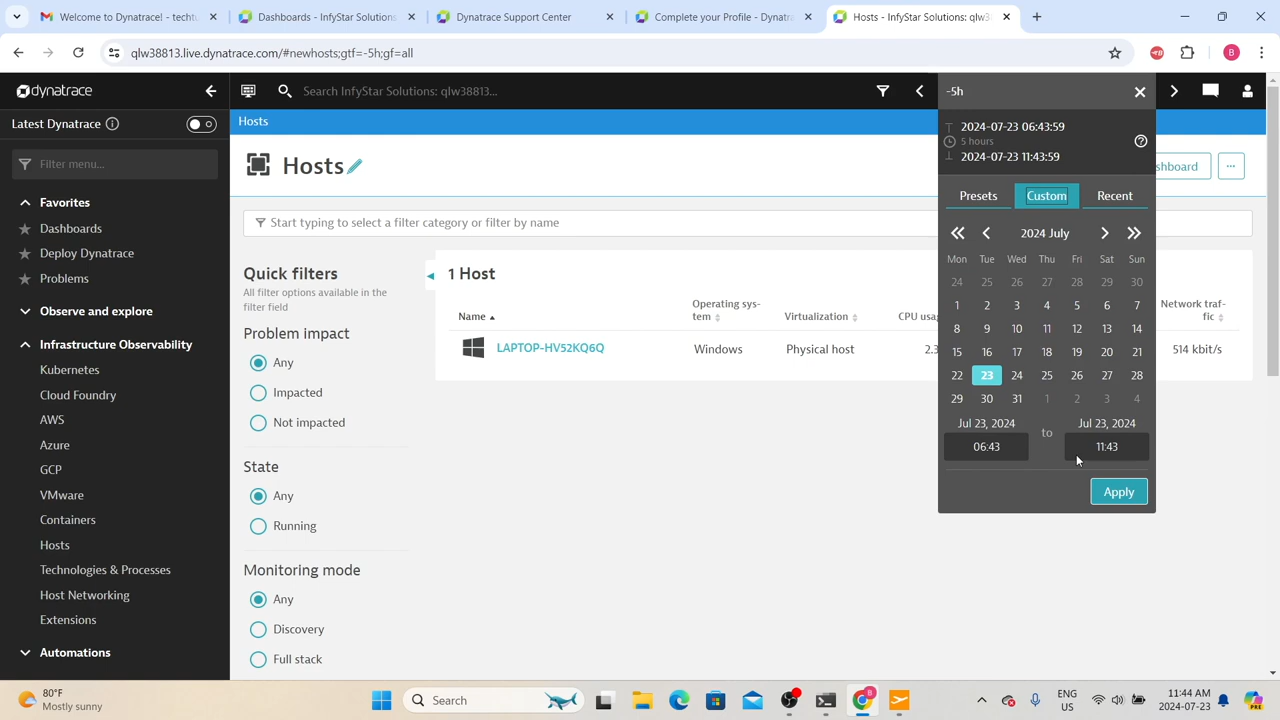 Welcome to Dynatrace! - techtu
Dashboards - InfyStar Solutions
Dynatrace Support Center
Complete your Profile - Dynatra
Hosts - InfyStar Solutions: qlw3
qlw38813.live.dynatrace.com/#newhosts;gtf=-5h;gf=all
B
dynatrace
Search InfyStar Solutions: qlw38813...
-5h
Latest Dynatrace
Hosts
2024-07-23 06:43:59
5 hours
2024-07-23 11:43:59
Filter menu...
Hosts
shboard
...
Favorites
Dashboards
Deploy Dynatrace
Problems
Observe and explore
Infrastructure Observability
Kubernetes
Cloud Foundry
AWS
Azure
GCP
VMware
Containers
Hosts
Technologies & Processes
Host Networking
Extensions
Automations
Start typing to select a filter category or filter by name
Quick filters
All filter options available in the
filter field
Problem impact
Any
Impacted
Not impacted
State
Any
Running
Monitoring mode
Any
Discovery
Full stack
1 Host
Name
Operating sys-
tem
Virtualization
CPU usa
Network traf-
fic
LAPTOP-HV52KQ6Q
Windows
Physical host
2.3
514 kbit/s
Presets Custom Recent
2024 July
Mon Tue Wed Thu Fri Sat Sun
24 25 26 27 28 29 30
1 2 3 4 5 6 7
8 9 10 11 12 13 14
15 16 17 18 19 20 21
22 23 24 25 26 27 28
29 30 31 1 2 3 4
Jul 23, 2024 to Jul 23, 2024
06:43 11:43
Apply
80°F
Mostly sunny
Search
ENG
US
11:44 AM
2024-07-23
PRE